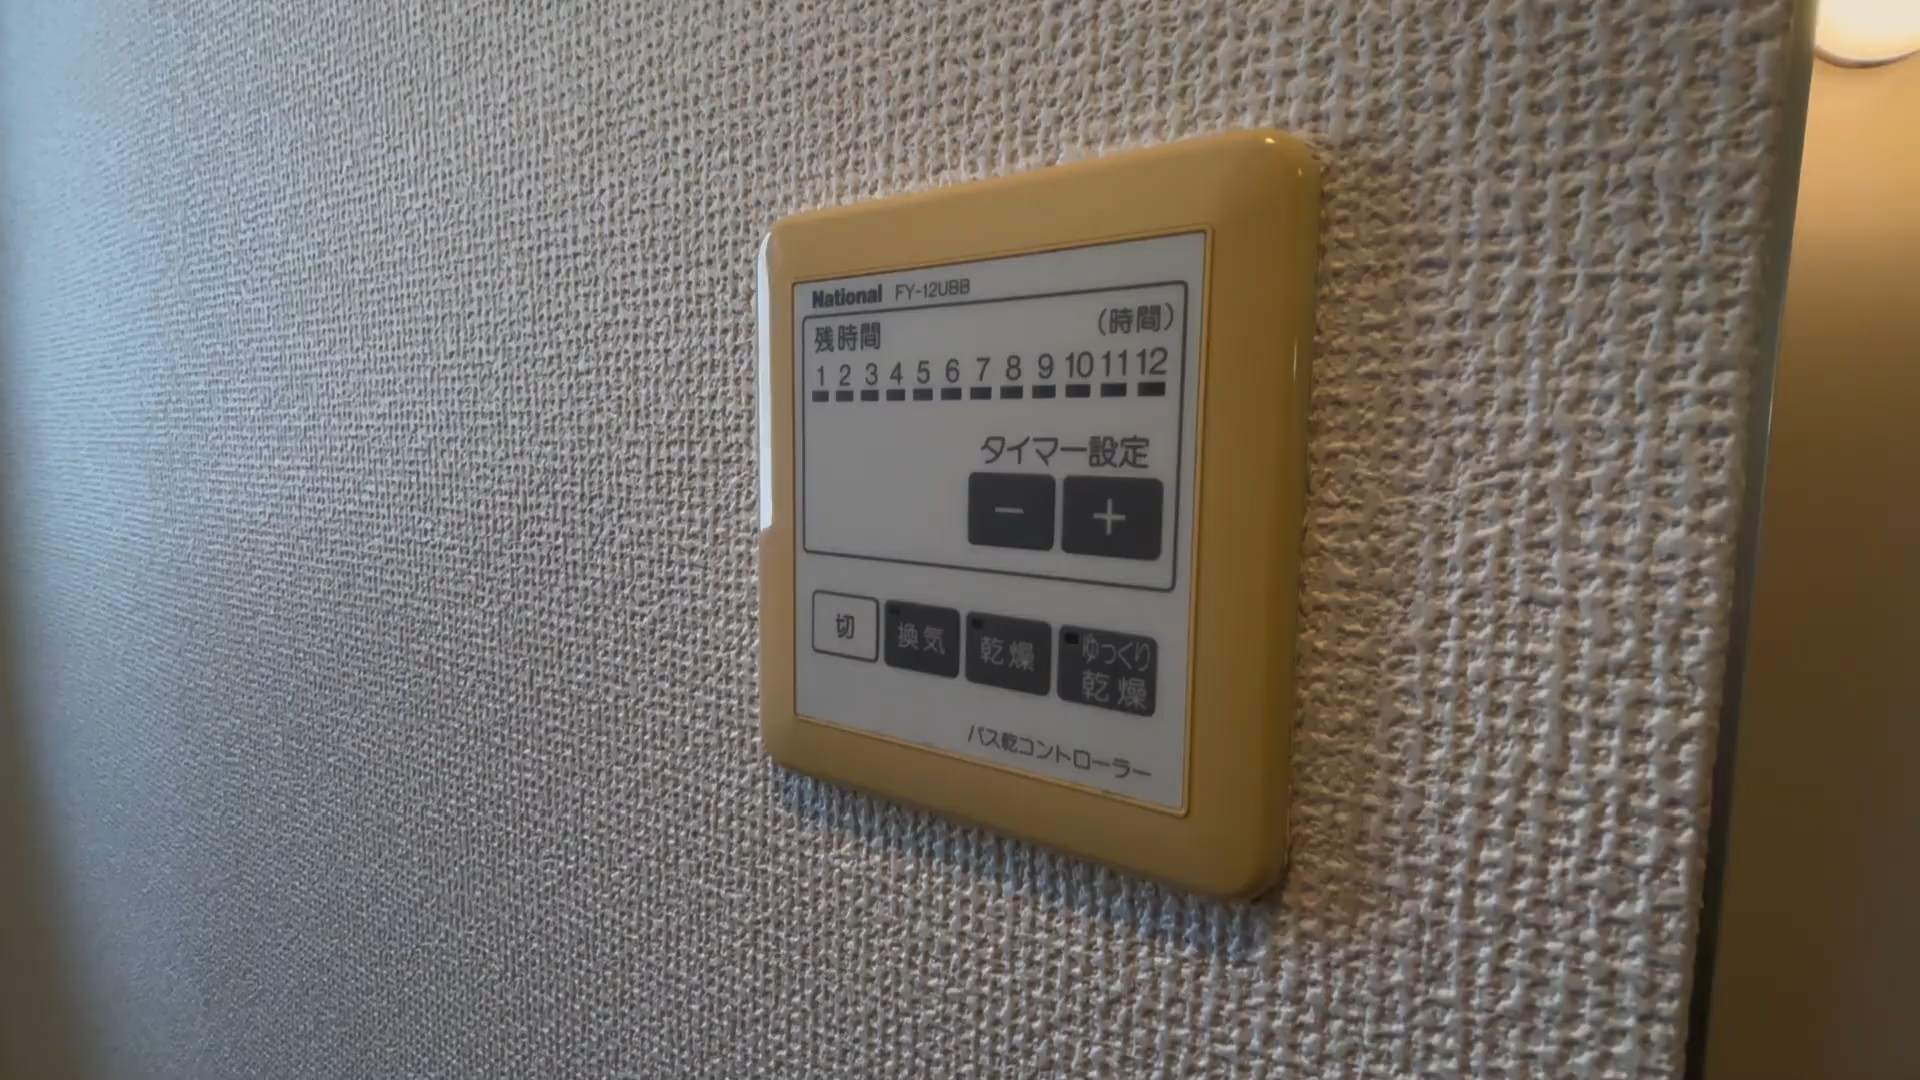 National FY-12UBB
残時間 (時間)
1 2 3 4 5 6 7 8 9 10 11 12
タイマー設定
− +
切 換気 乾燥 ゆっくり乾燥
バス乾コントローラー